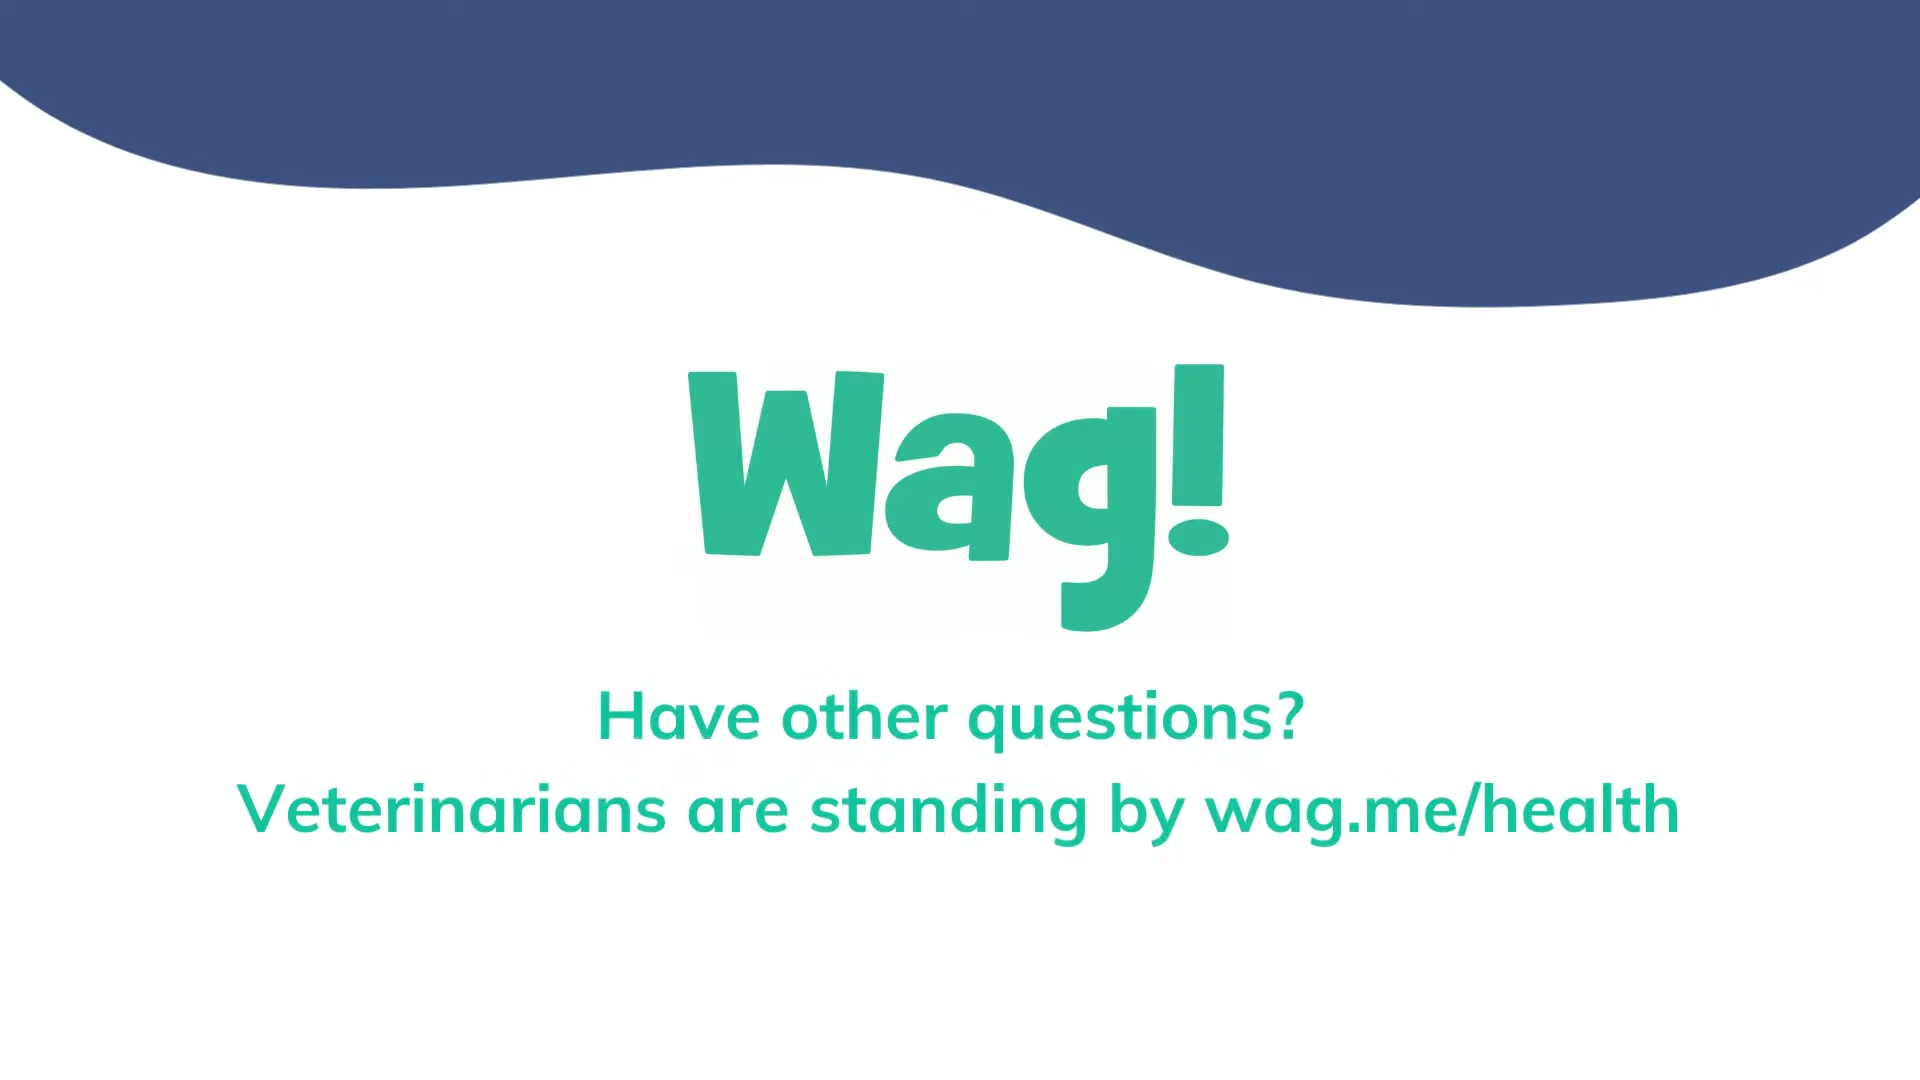 Wag!
Have other questions?
Veterinarians are standing by wag.me/health